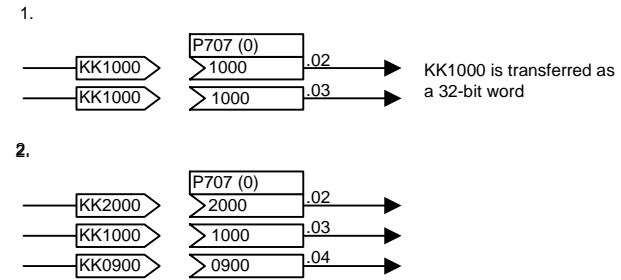 1.
P707 (0)
KK1000 1000 .02
KK1000 1000 .03
KK1000 is transferred as
a 32-bit word
2.
P707 (0)
KK2000 2000 .02
KK1000 1000 .03
KK0900 0900 .04